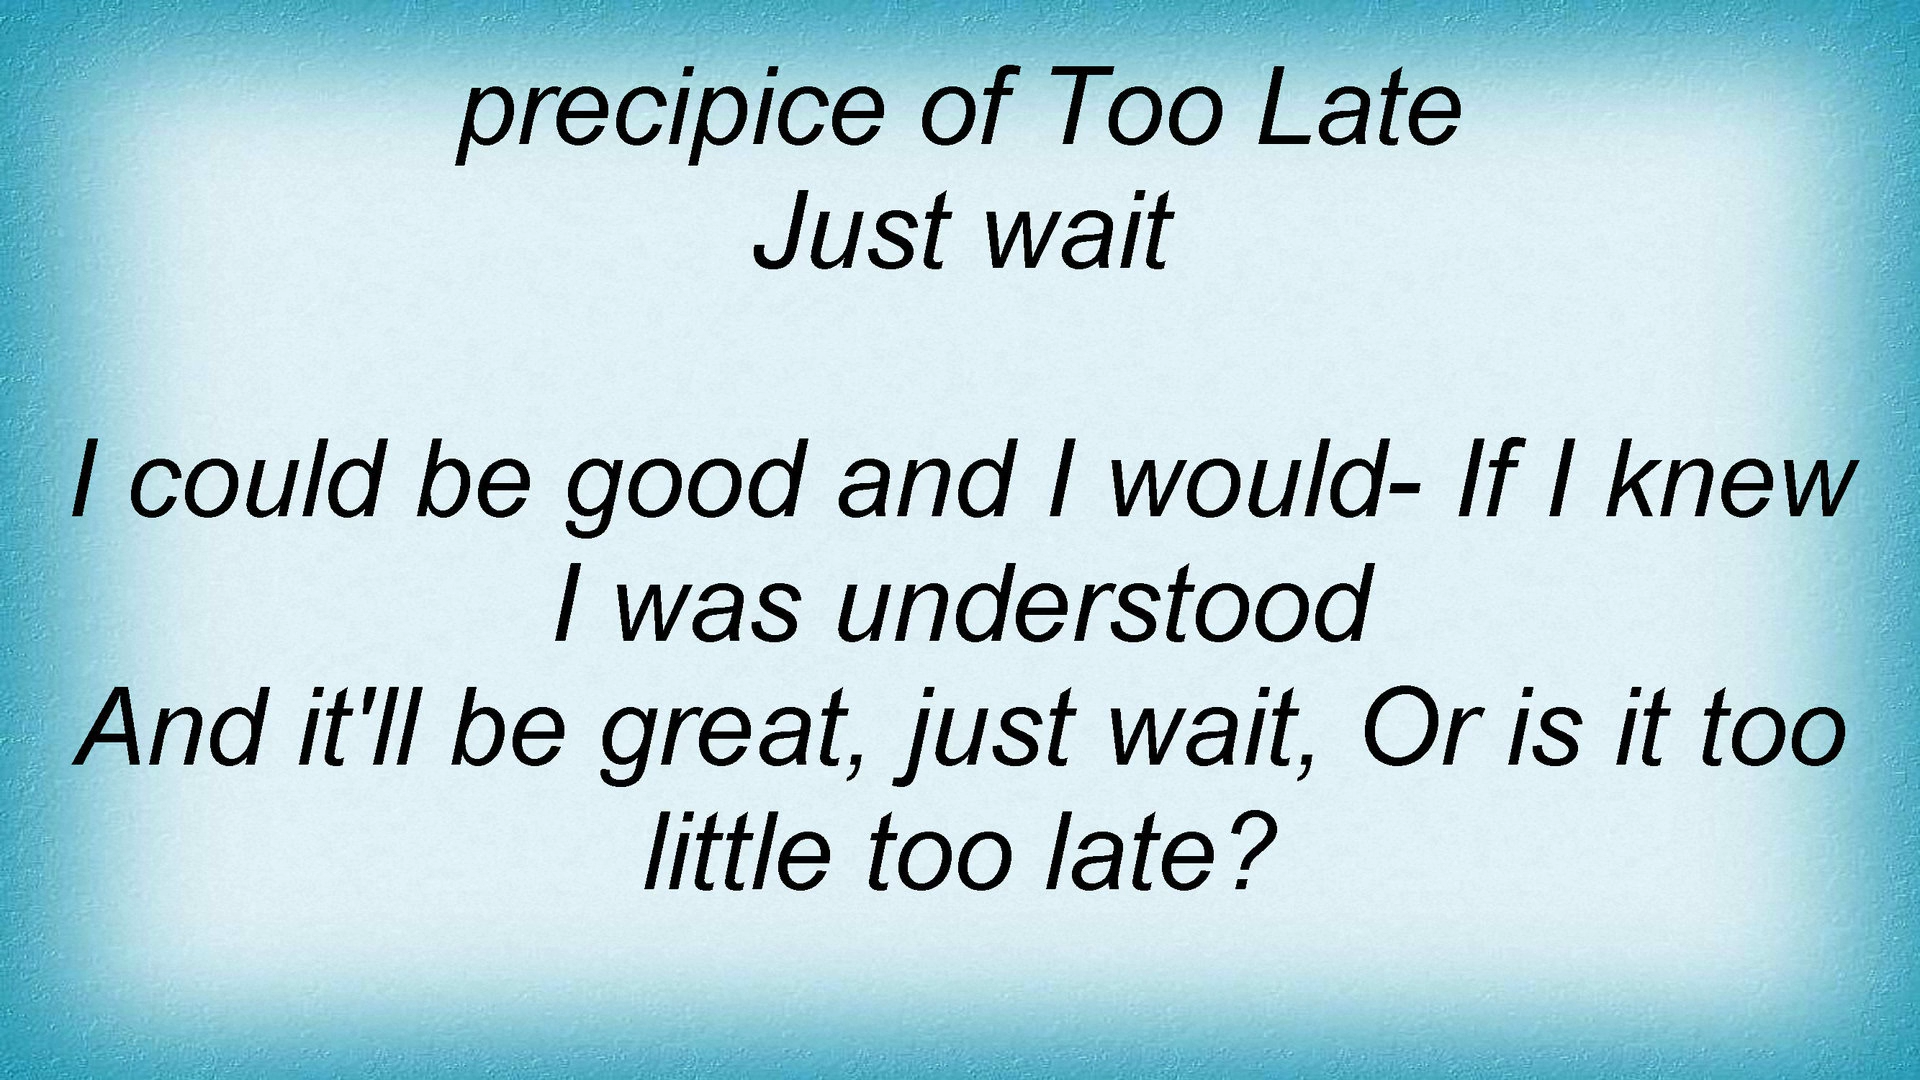 precipice of Too Late
Just wait
I could be good and I would- If I knew
I was understood
And it'll be great, just wait, Or is it too
little too late?